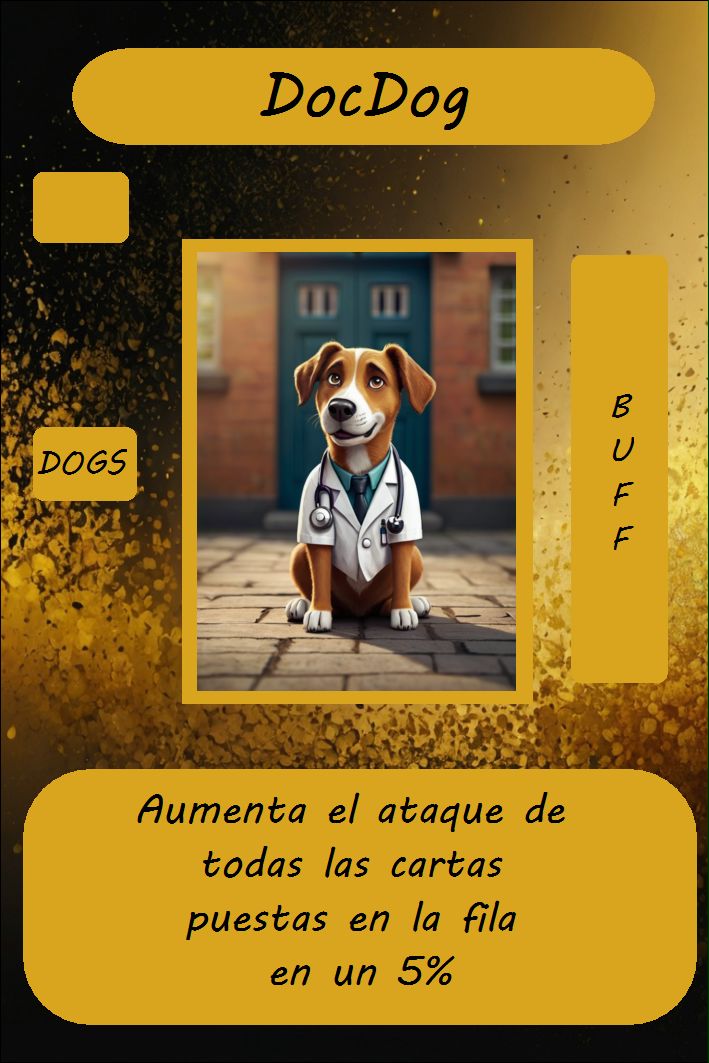 DocDog
DOGS
B
U
F
F
Aumenta el ataque de
todas las cartas
puestas en la fila
en un 5%